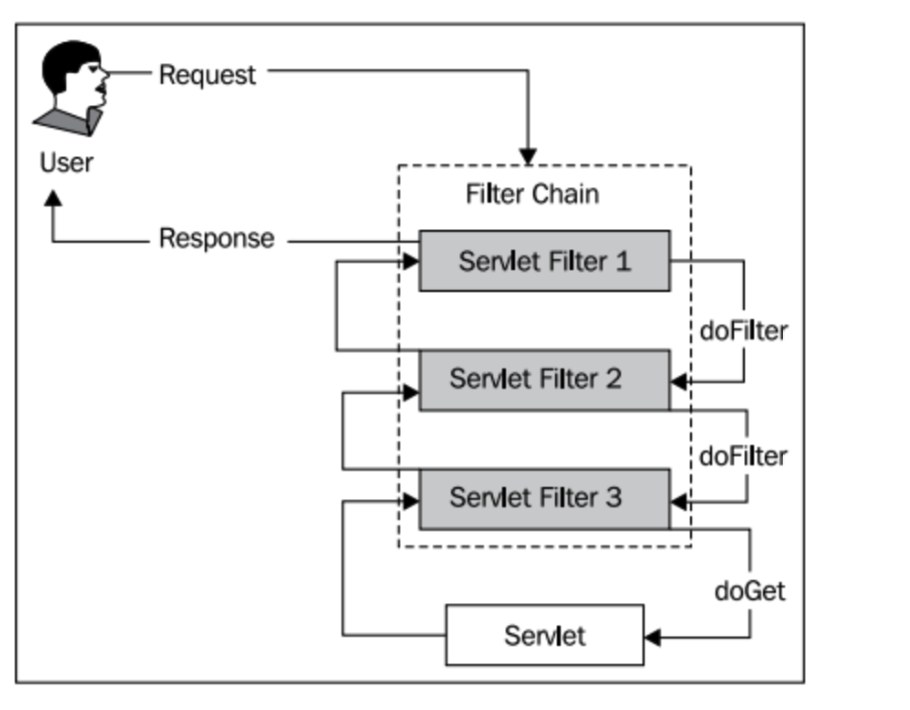 Request
User
Filter Chain
Response
Servlet Filter 1
doFilter
Servlet Filter 2
doFilter
Servlet Filter 3
doGet
Servlet